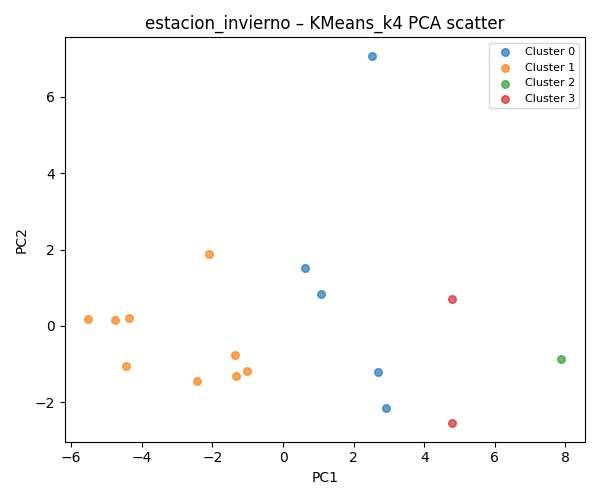 estacion_invierno – KMeans_k4 PCA scatter
Cluster 0
Cluster 1
Cluster 2
Cluster 3
PC2
6
4
2
0
−2
−6
−4
−2
0
2
4
6
8
PC1